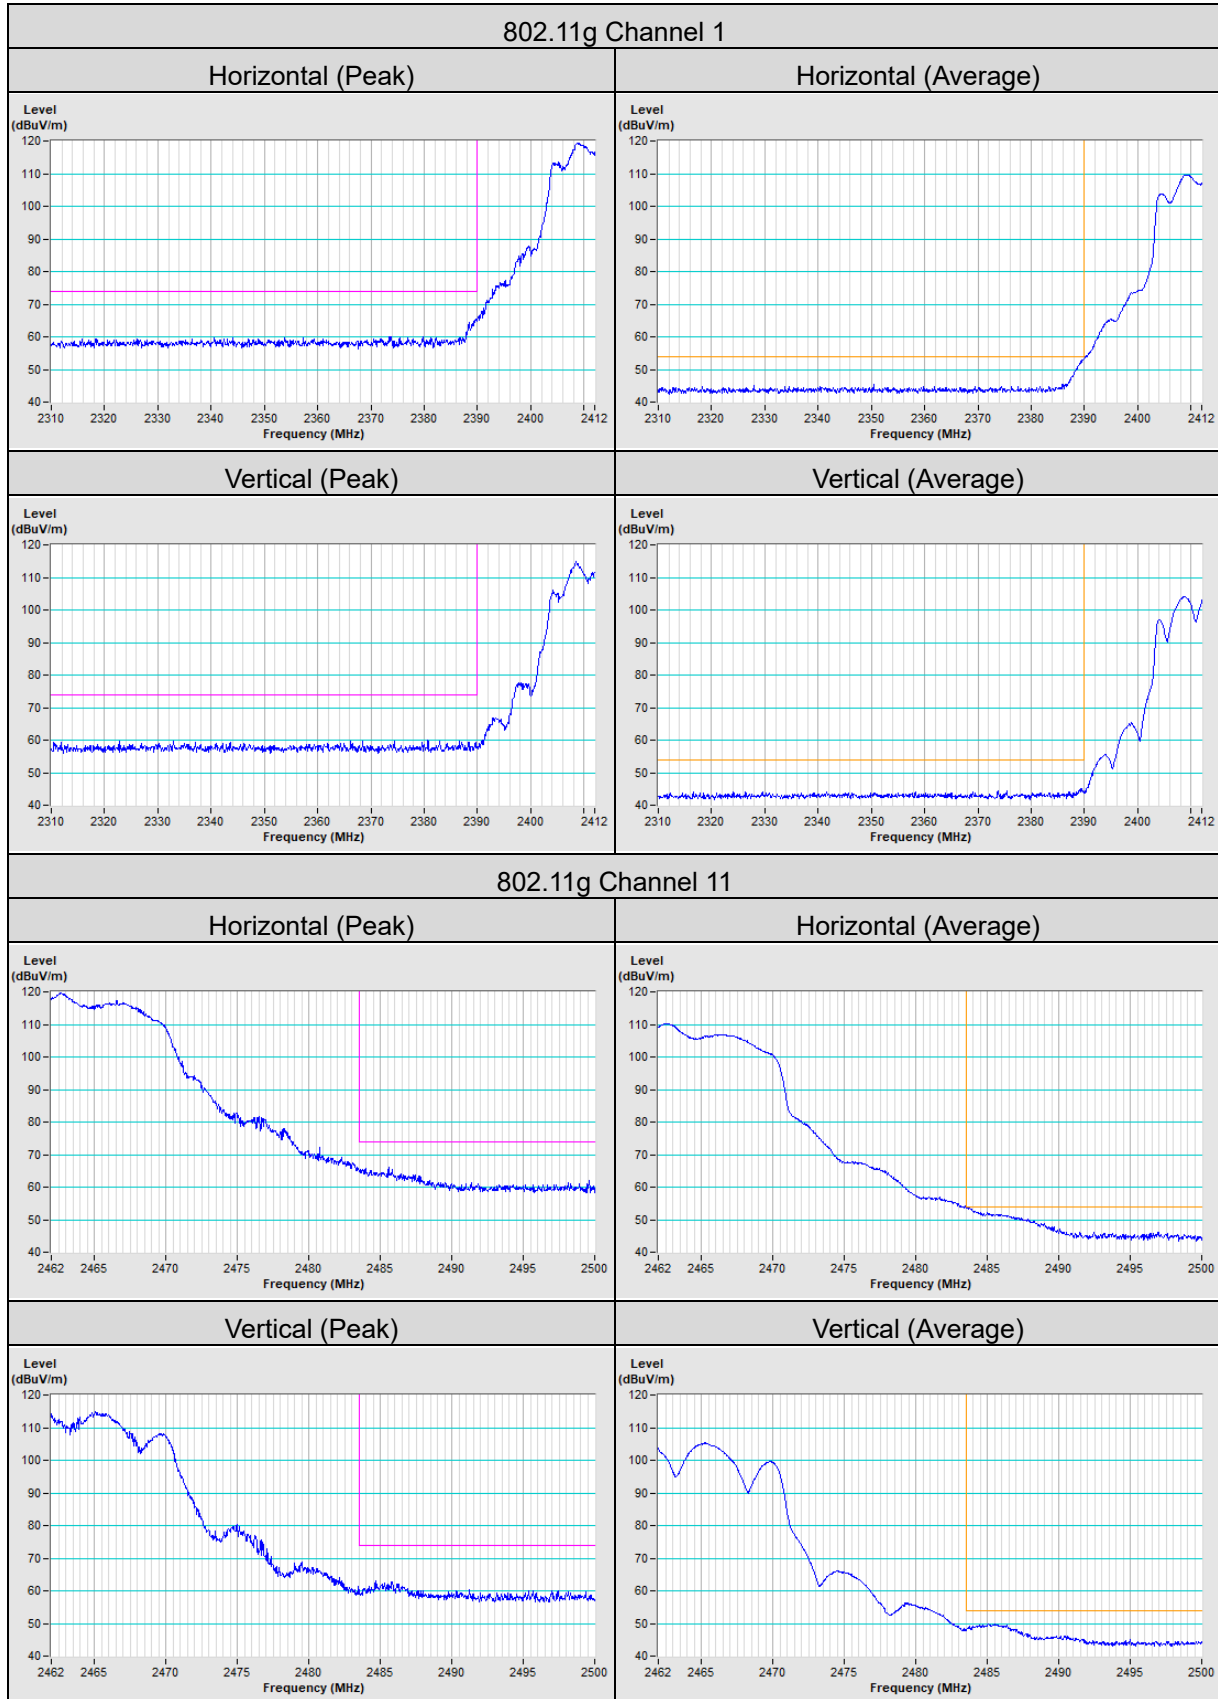 802.11g Channel 1
Horizontal (Peak)
Horizontal (Average)
Level
(dBuV/m)
120
110
100
90
80
70
60
50
40
2310 2320 2330 2340 2350 2360 2370 2380 2390 2400 2412
Frequency (MHz)
Level
(dBuV/m)
120
110
100
90
80
70
60
50
40
2310 2320 2330 2340 2350 2360 2370 2380 2390 2400 2412
Frequency (MHz)
Vertical (Peak)
Vertical (Average)
Level
(dBuV/m)
120
110
100
90
80
70
60
50
40
2310 2320 2330 2340 2350 2360 2370 2380 2390 2400 2412
Frequency (MHz)
Level
(dBuV/m)
120
110
100
90
80
70
60
50
40
2310 2320 2330 2340 2350 2360 2370 2380 2390 2400 2412
Frequency (MHz)
802.11g Channel 11
Horizontal (Peak)
Horizontal (Average)
Level
(dBuV/m)
120
110
100
90
80
70
60
50
40
2462 2465 2470 2475 2480 2485 2490 2495 2500
Frequency (MHz)
Level
(dBuV/m)
120
110
100
90
80
70
60
50
40
2462 2465 2470 2475 2480 2485 2490 2495 2500
Frequency (MHz)
Vertical (Peak)
Vertical (Average)
Level
(dBuV/m)
120
110
100
90
80
70
60
50
40
2462 2465 2470 2475 2480 2485 2490 2495 2500
Frequency (MHz)
Level
(dBuV/m)
120
110
100
90
80
70
60
50
40
2462 2465 2470 2475 2480 2485 2490 2495 2500
Frequency (MHz)